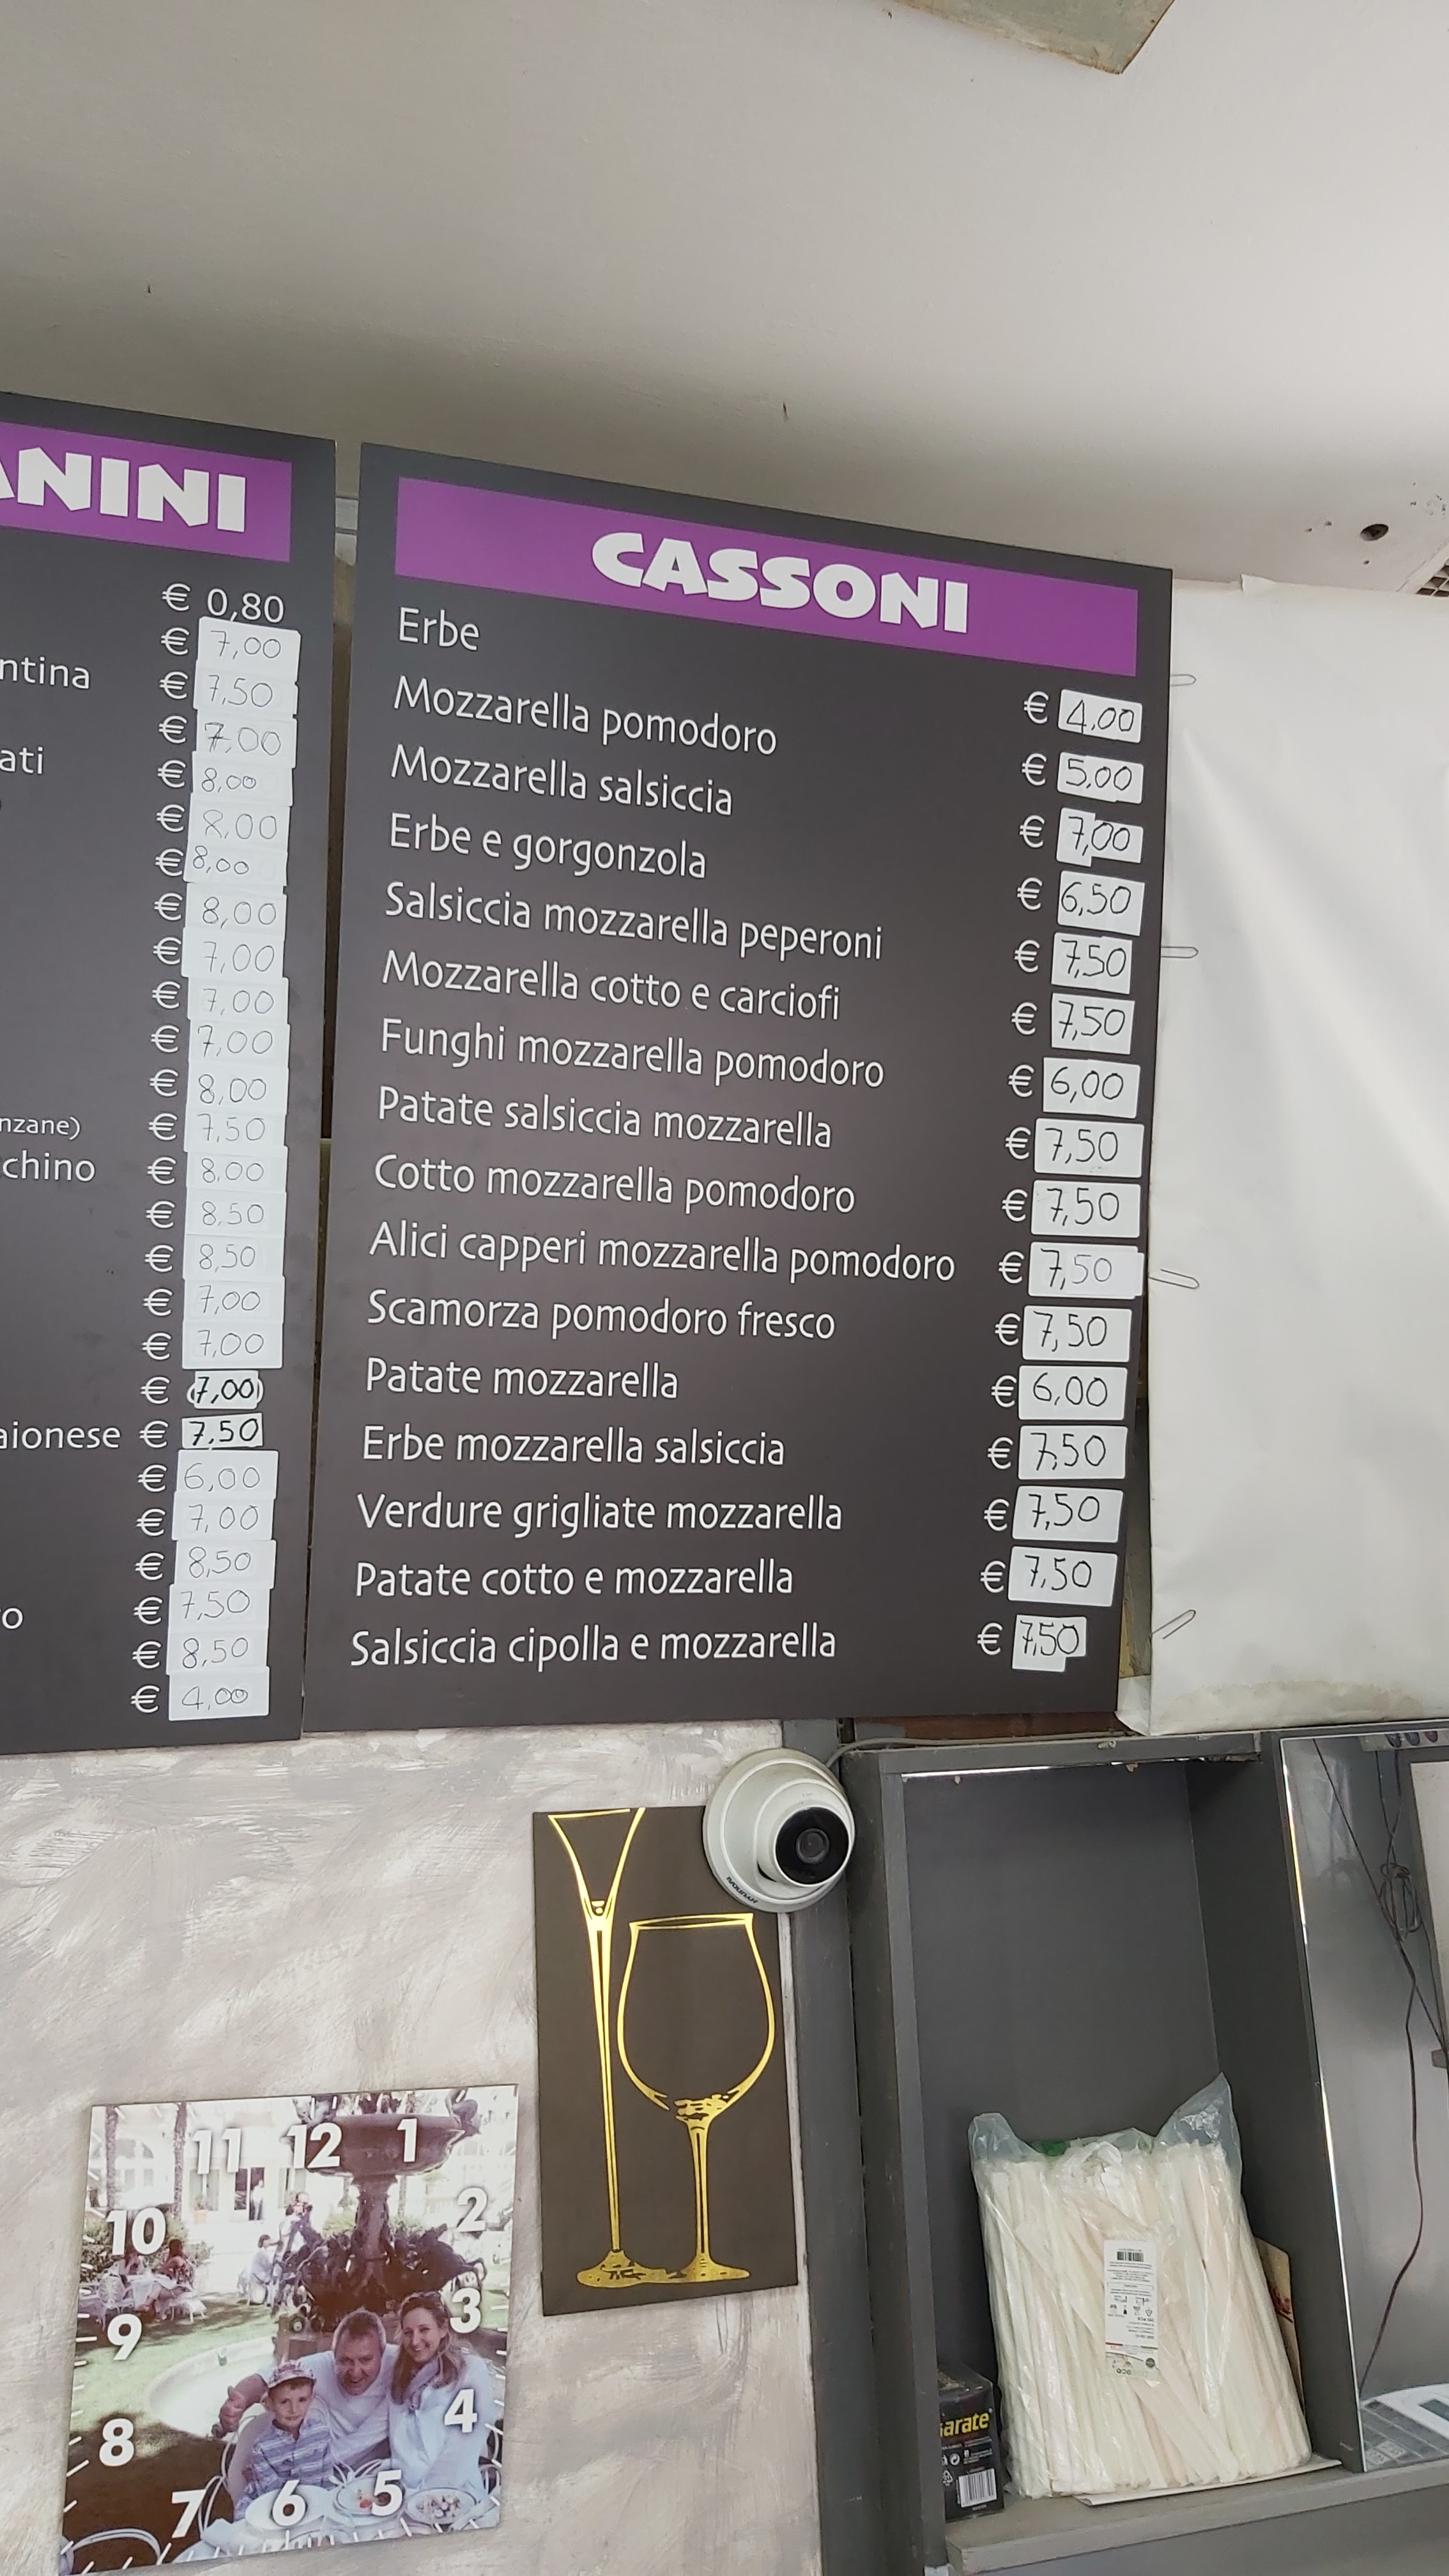 ANINI
€ 0,80
€ 7,00
ntina € 7,50
€ 7,00
ati € 8,00
€ 8,00
€ 8,00
€ 8,00
€ 7,00
€ 7,00
€ 7,00
€ 8,00
nzane) € 7,50
cchino € 8,00
€ 8,50
€ 8,50
€ 7,00
€ 7,00
€ (7,00)
aionese € 7,50
€ 6,00
€ 7,00
€ 8,50
o € 7,50
€ 8,50
€ 4,00
CASSONI
Erbe € 4,00
Mozzarella pomodoro € 5,00
Mozzarella salsiccia € 7,00
Erbe e gorgonzola € 6,50
Salsiccia mozzarella peperoni € 7,50
Mozzarella cotto e carciofi € 7,50
Funghi mozzarella pomodoro € 6,00
Patate salsiccia mozzarella € 7,50
Cotto mozzarella pomodoro € 7,50
Alici capperi mozzarella pomodoro € 7,50
Scamorza pomodoro fresco € 7,50
Patate mozzarella € 6,00
Erbe mozzarella salsiccia € 7,50
Verdure grigliate mozzarella € 7,50
Patate cotto e mozzarella € 7,50
Salsiccia cipolla e mozzarella € 7,50
11 12 1
10 2
9 3
8 4
7 6 5
arate